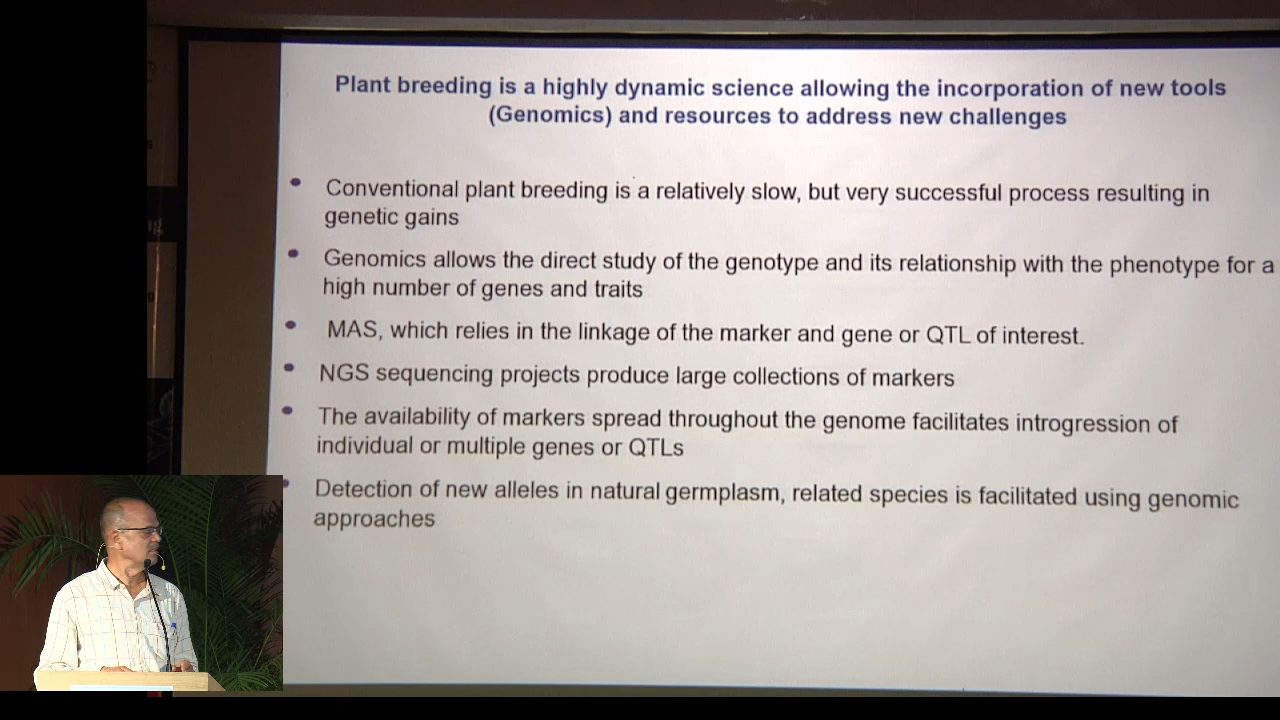 Plant breeding is a highly dynamic science allowing the incorporation of new tools
(Genomics) and resources to address new challenges
• Conventional plant breeding is a relatively slow, but very successful process resulting in
genetic gains
• Genomics allows the direct study of the genotype and its relationship with the phenotype for a
high number of genes and traits
• MAS, which relies in the linkage of the marker and gene or QTL of interest.
• NGS sequencing projects produce large collections of markers
• The availability of markers spread throughout the genome facilitates introgression of
individual or multiple genes or QTLs
• Detection of new alleles in natural germplasm, related species is facilitated using genomic
approaches